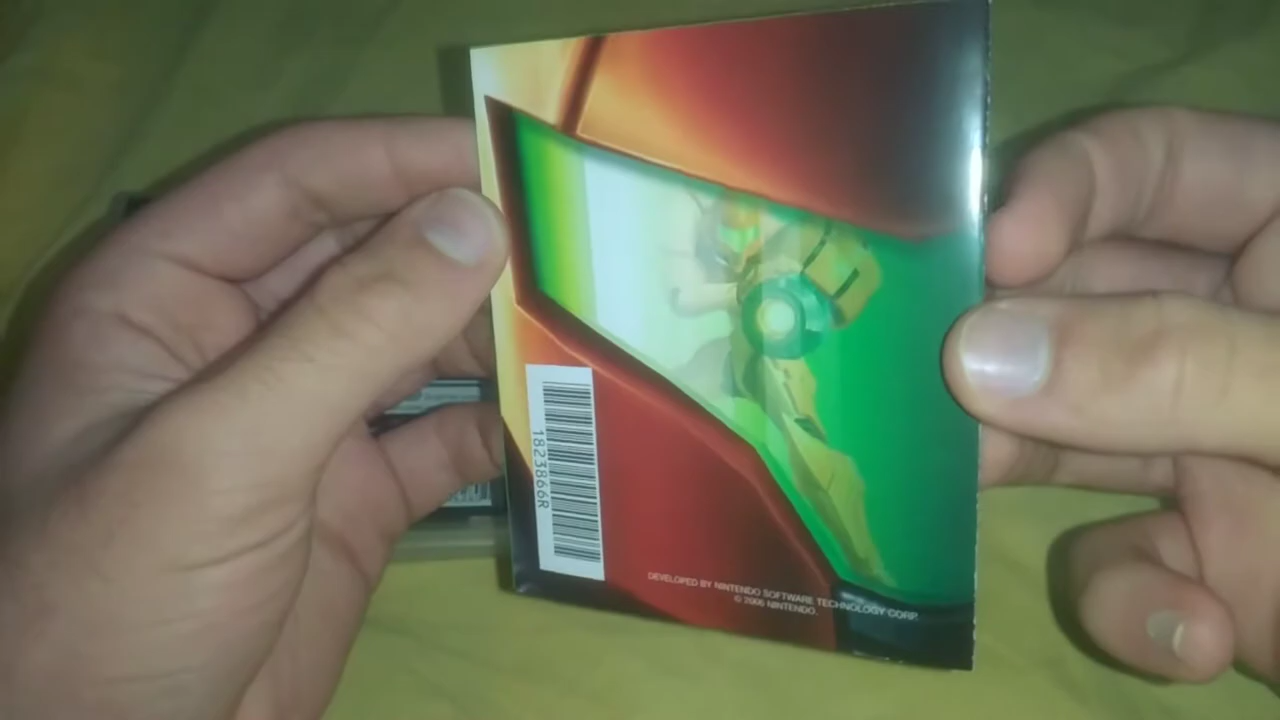 1823866R
DEVELOPED BY NINTENDO SOFTWARE TECHNOLOGY CORP.
© 2006 NINTENDO.